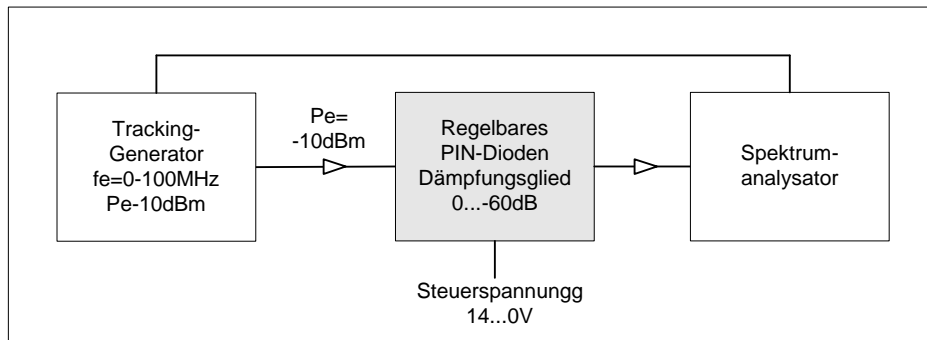 Tracking-
Generator
fe=0-100MHz
Pe-10dBm
Pe=
-10dBm
Regelbares
PIN-Dioden
Dämpfungsglied
0...-60dB
Spektrum-
analysator
Steuerspannungg
14...0V